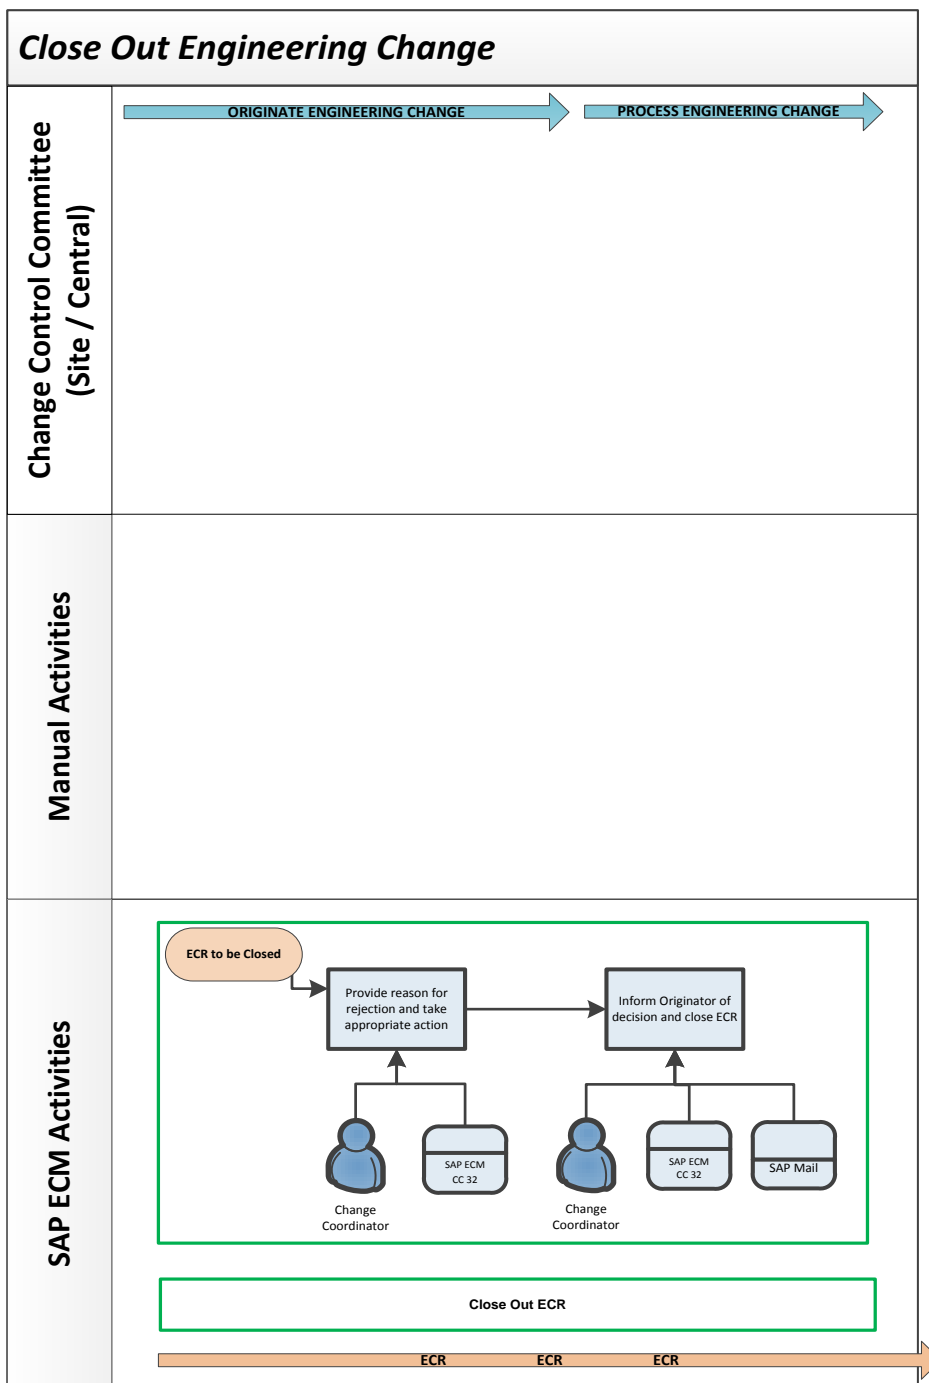 Close Out Engineering Change
ORIGINATE ENGINEERING CHANGE
PROCESS ENGINEERING CHANGE
Change Control Committee
(Site / Central)
Manual Activities
SAP ECM Activities
ECR to be Closed
Provide reason for
rejection and take
appropriate action
Inform Originator of
decision and close ECR
Change
Coordinator
SAP ECM
CC 32
Change
Coordinator
SAP ECM
CC 32
SAP Mail
Close Out ECR
ECR ECR ECR